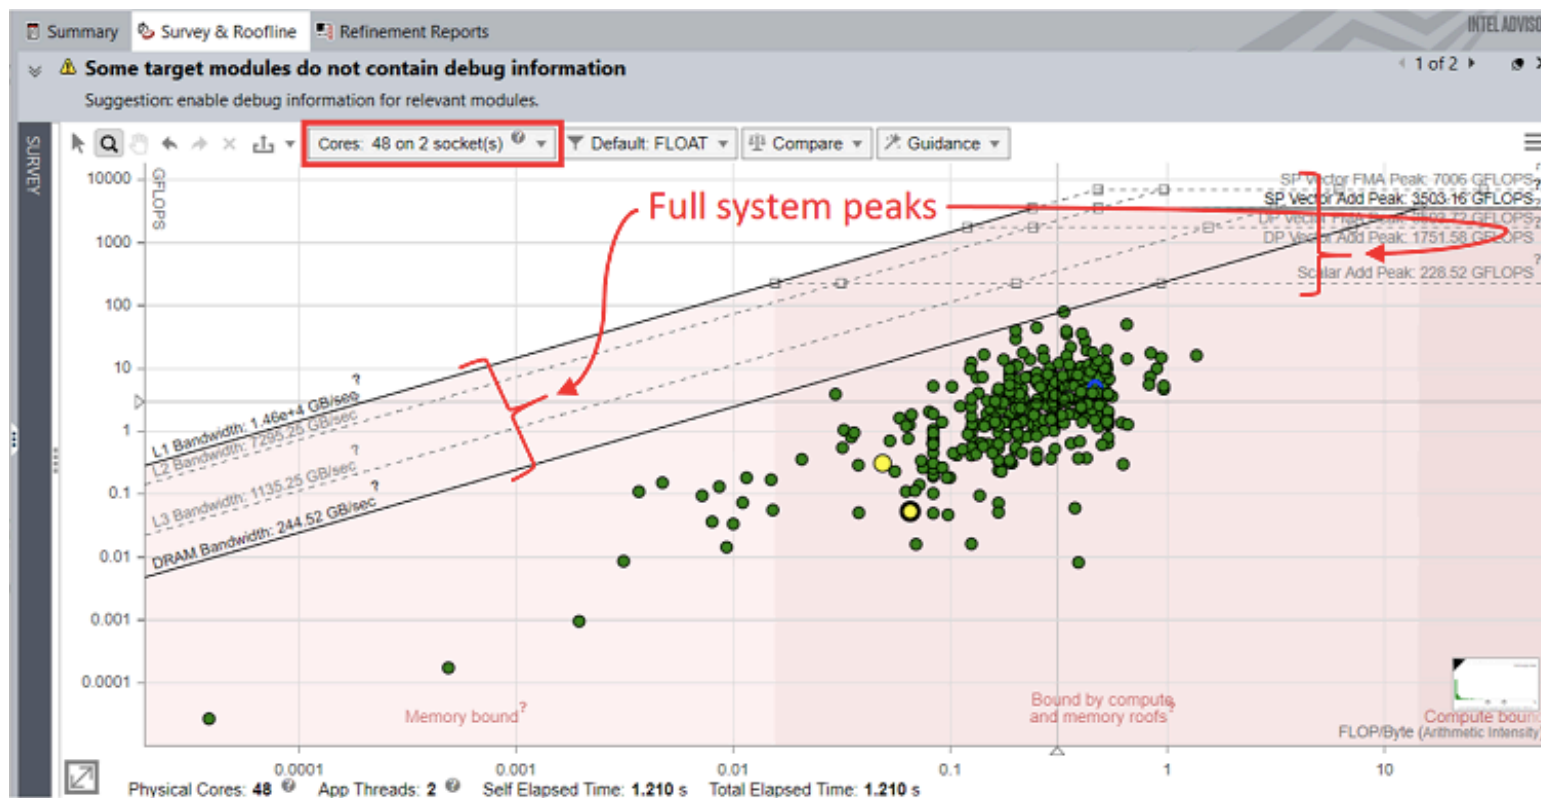 Summary
Survey & Roofline
Refinement Reports
INTEL ADVISO
Some target modules do not contain debug information
1 of 2
Suggestion: enable debug information for relevant modules.
SURVEY
Cores: 48 on 2 socket(s)
Default: FLOAT
Compare
Guidance
GFLOPS
10000
1000
100
10
1
0.1
0.01
0.001
0.0001
Full system peaks
SP Vector FMA Peak: 7006 GFLOPS
SP Vector Add Peak: 3503.16 GFLOPS
DP Vector FMA Peak: GFLOPS
DP Vector Add Peak: 1751.58 GFLOPS
Scalar Add Peak: 228.52 GFLOPS
L1 Bandwidth: 1.46e+4 GB/sec
L2 Bandwidth: 7295.25 GB/sec
L3 Bandwidth: 1135.25 GB/sec
DRAM Bandwidth: 244.52 GB/sec
Memory bound
Bound by compute
and memory roofs
Compute boun
FLOP/Byte (Arithmetic Intensity)
0.0001 0.001 0.01 0.1 1 10
Physical Cores: 48 App Threads: 2 Self Elapsed Time: 1.210 s Total Elapsed Time: 1.210 s